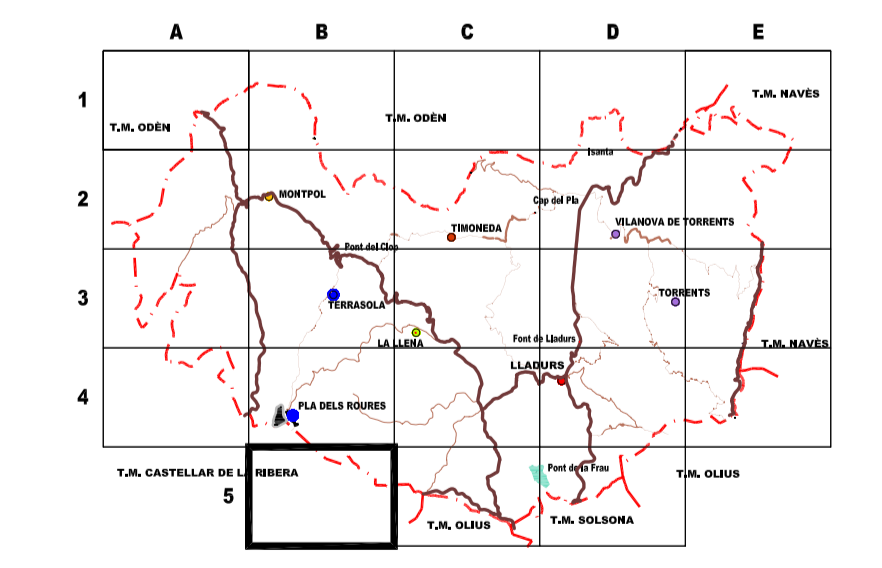 A B C D E
1
T.M. NAVÈS
T.M. ODÈN
T.M. ODÈN
Isanta
2
MONTPOL
Cap del Pla
VILANOVA DE TORRENTS
TIMONEDA
Pont del Clop
3
TERRASOLA
TORRENTS
Font de Lladurs
LA LLENA
T.M. NAVÈS
LLADURS
4
PLA DELS ROURES
T.M. CASTELLAR DE LA RIBERA
Pont de la Frau
T.M. OLIUS
5
T.M. OLIUS
T.M. SOLSONA